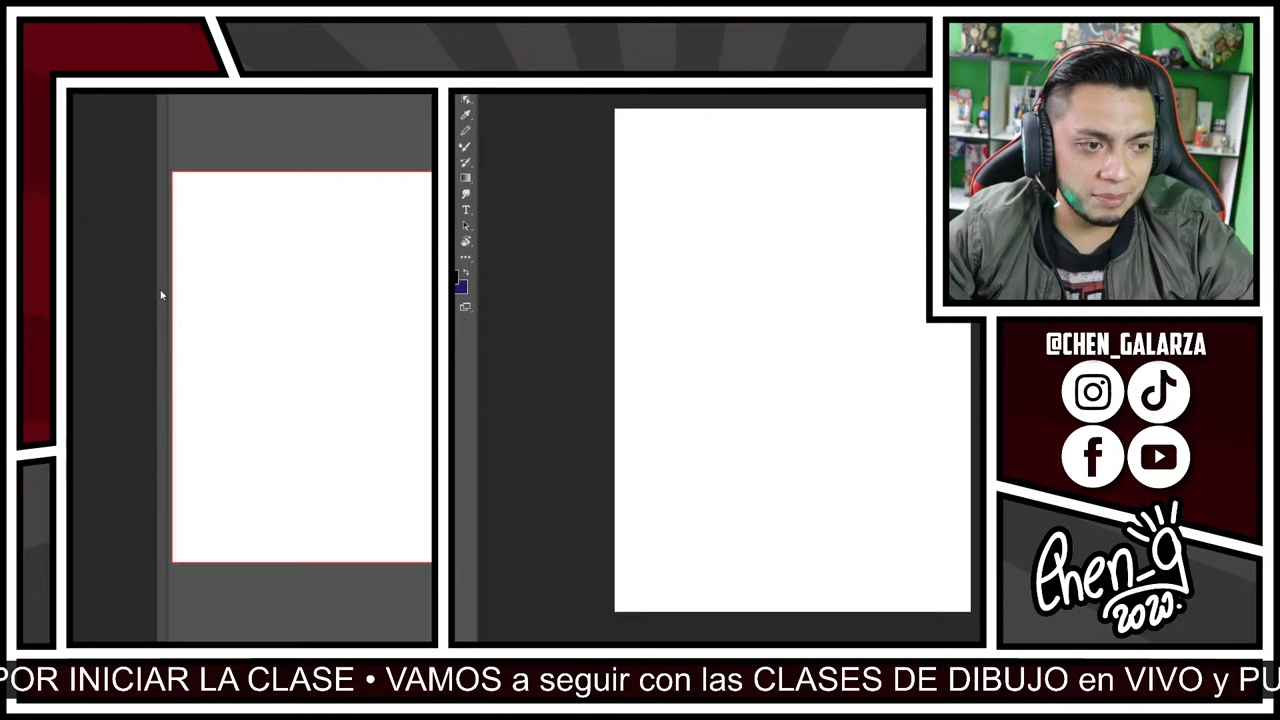 @CHEN_GALARZA
Chen_g
2020.
POR INICIAR LA CLASE • VAMOS a seguir con las CLASES DE DIBUJO en VIVO y PU